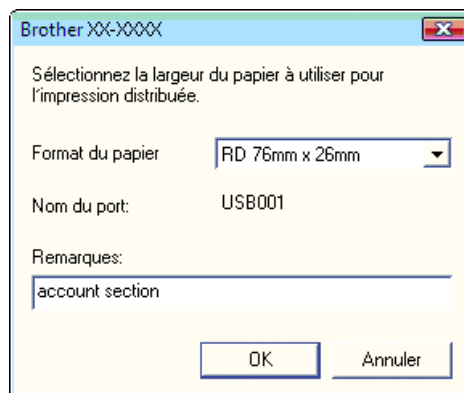 Brother XX-XXXX
Sélectionnez la largeur du papier à utiliser pour
l'impression distribuée.
Format du papier RD 76mm x 26mm
Nom du port: USB001
Remarques:
account section
OK Annuler